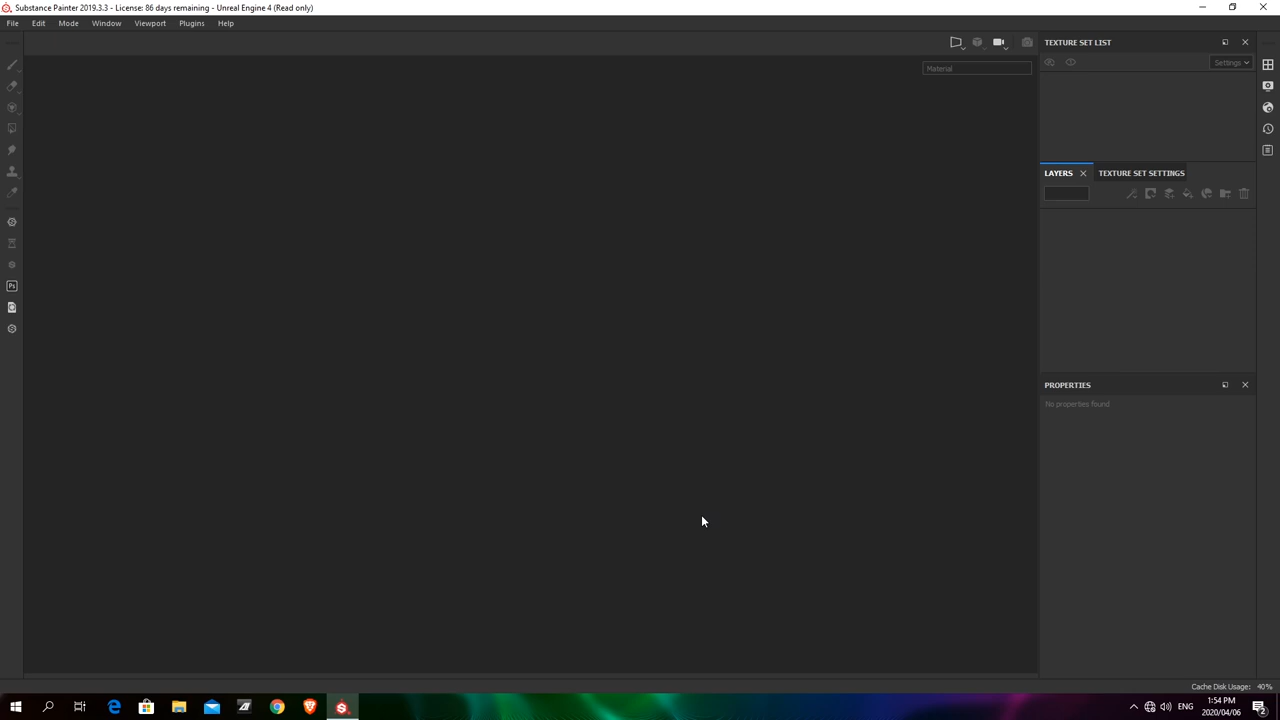 Substance Painter 2019.3.3 - License: 86 days remaining - Unreal Engine 4 (Read only)
File Edit Mode Window Viewport Plugins Help
TEXTURE SET LIST
Material
Settings
LAYERS TEXTURE SET SETTINGS
Ps
PROPERTIES
No properties found
Cache Disk Usage: 40%
ENG
1:54 PM
2020/04/06
2